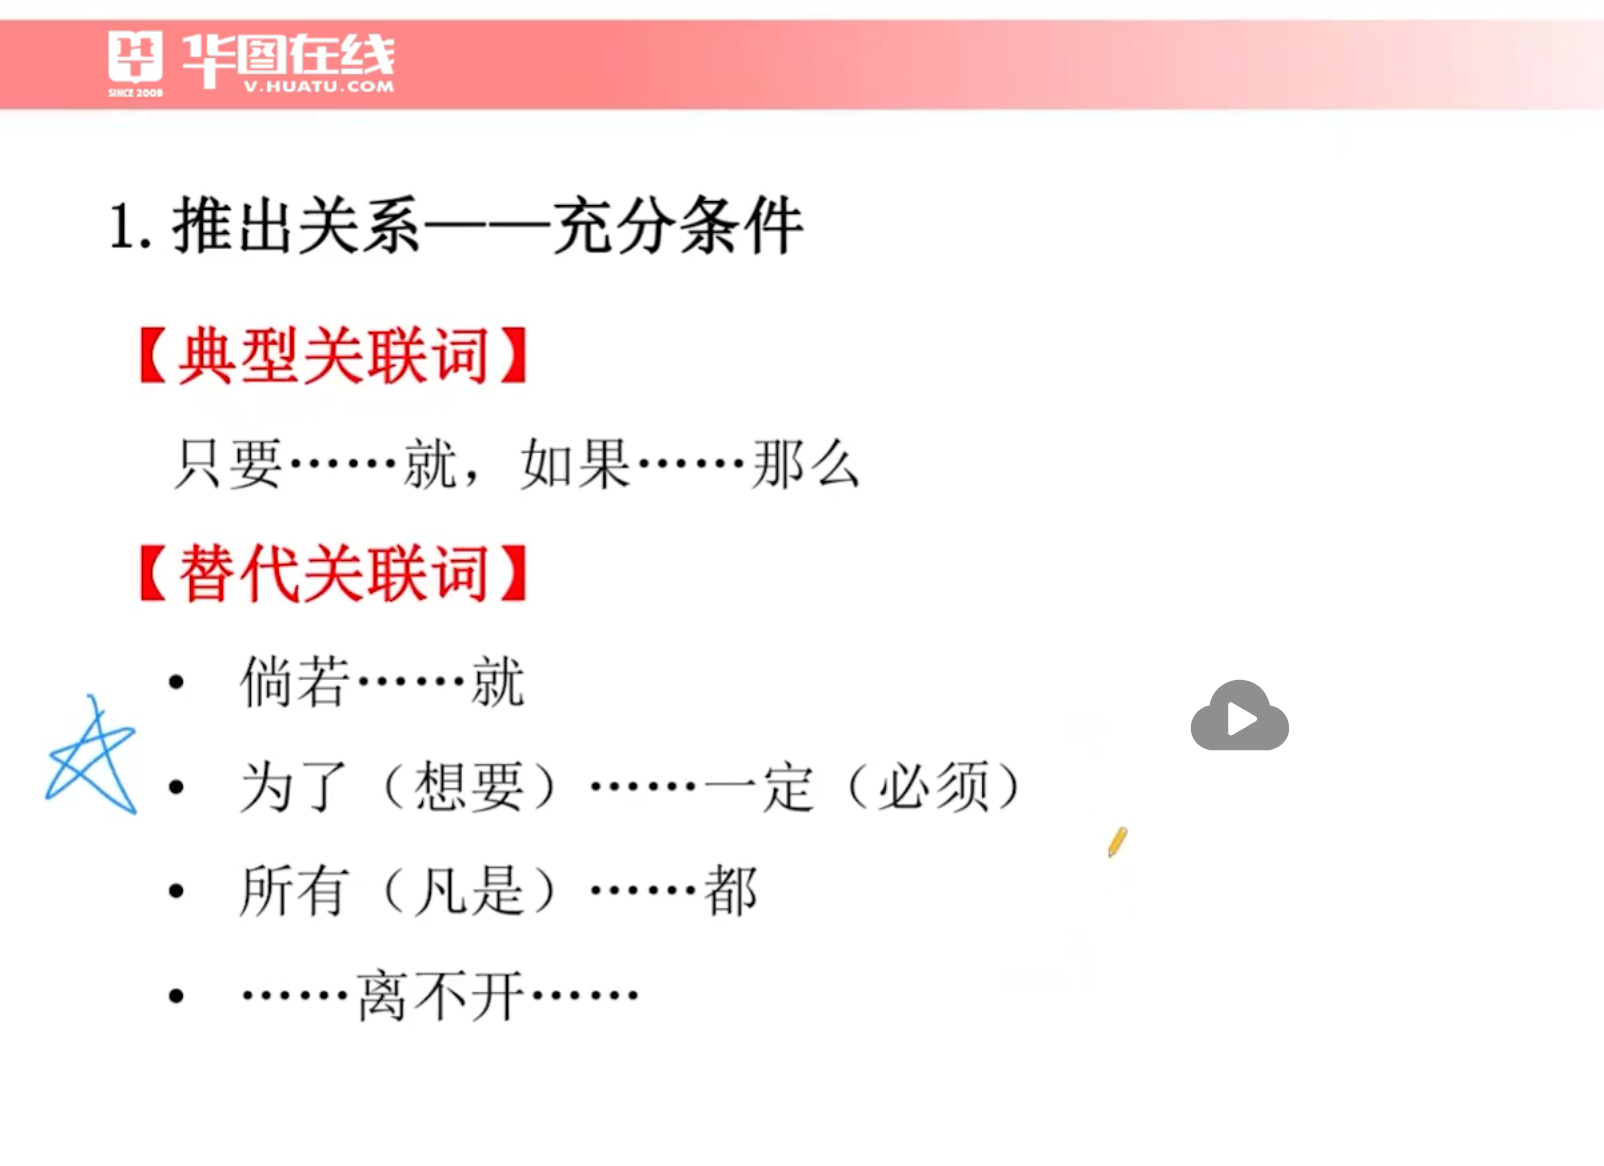 华图在线
SINCE 2009
V.HUATU.COM
1.推出关系——充分条件
【典型关联词】
只要……就，如果……那么
【替代关联词】
• 倘若……就
• 为了（想要）……一定（必须）
• 所有（凡是）……都
• ……离不开……